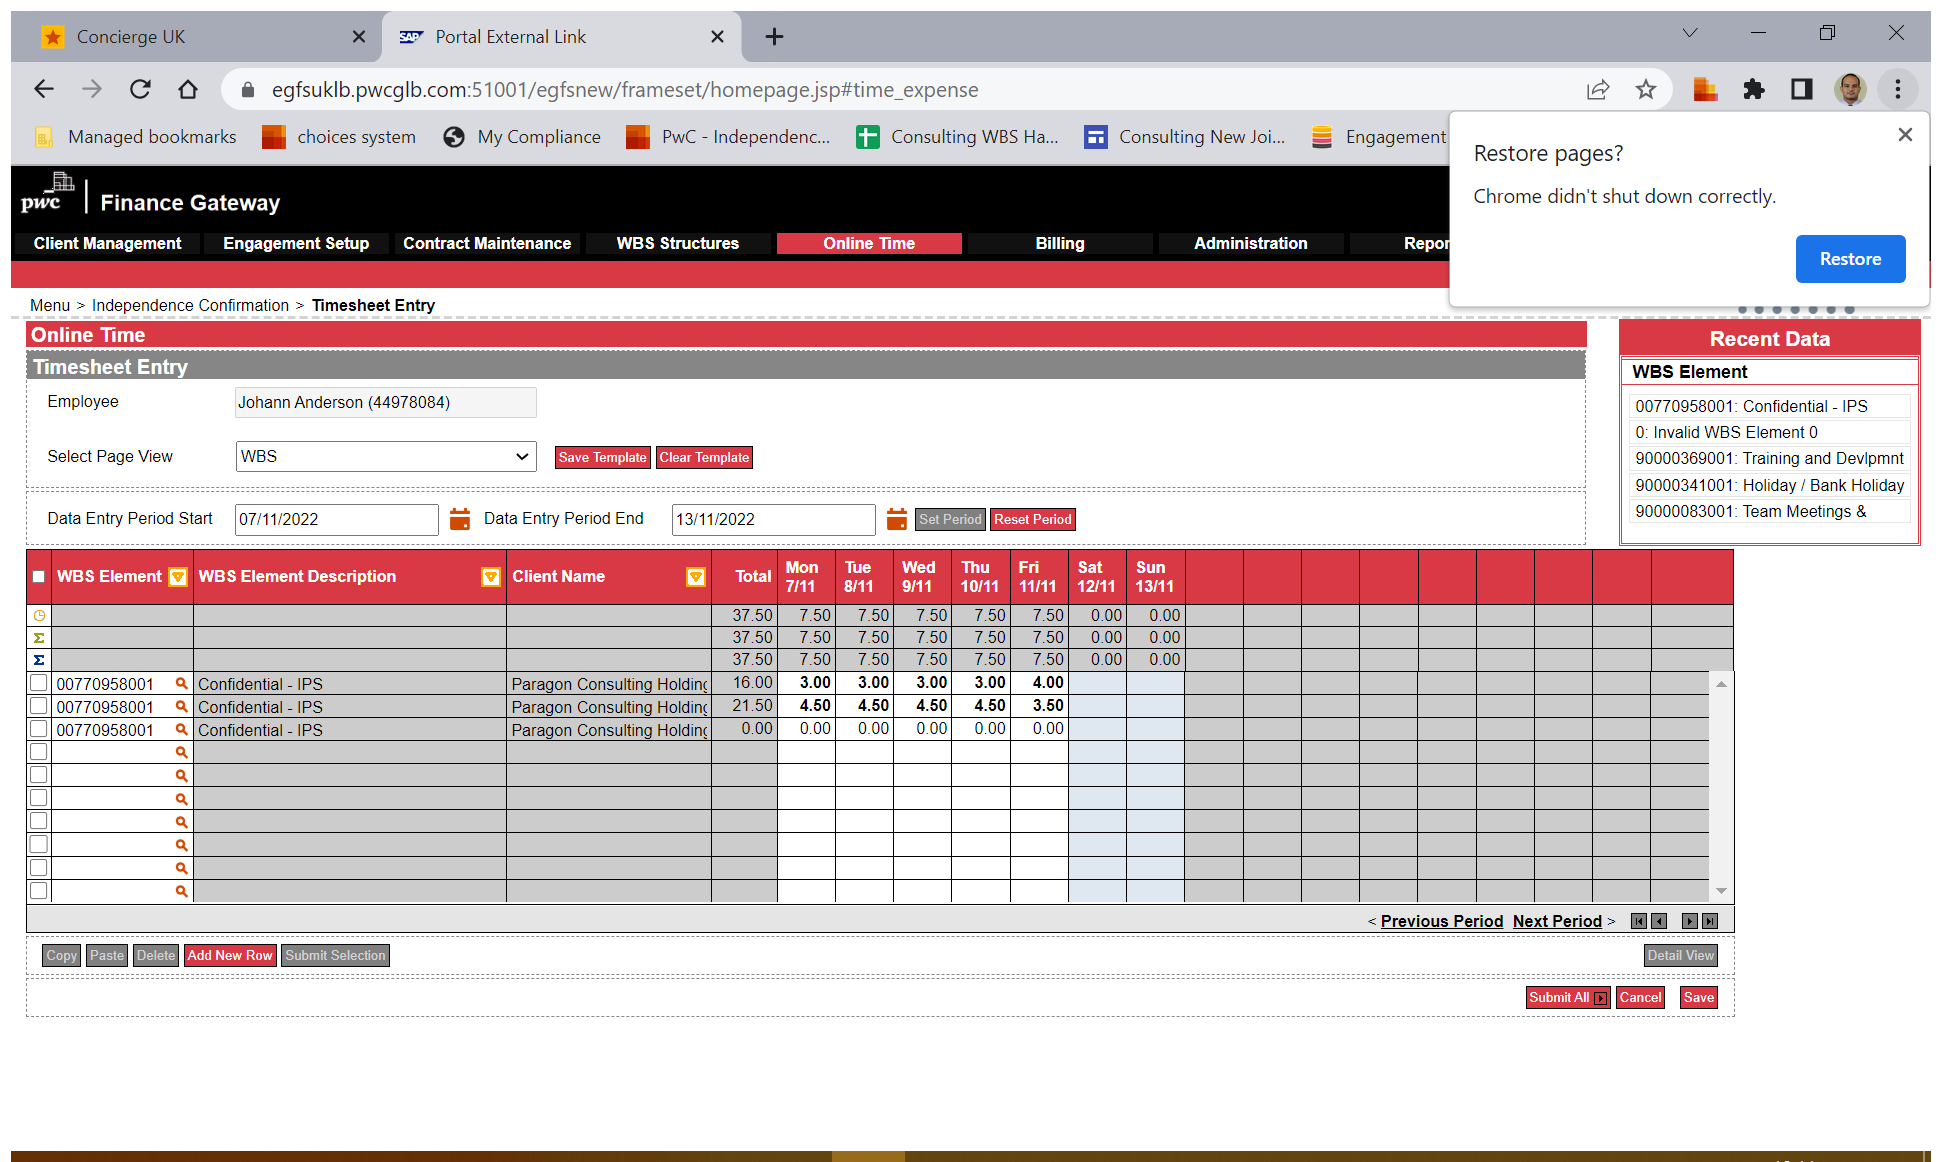 Concierge UK
SAP Portal External Link
egfsuklb.pwcglb.com:51001/egfsnew/frameset/homepage.jsp#time_expense
Managed bookmarks choices system My Compliance PwC - Independenc... Consulting WBS Ha... Consulting New Joi... Engagement
Restore pages?
Chrome didn't shut down correctly.
Restore
pwc Finance Gateway
Client Management Engagement Setup Contract Maintenance WBS Structures Online Time Billing Administration Repor
Menu > Independence Confirmation > Timesheet Entry
Online Time
Timesheet Entry
Employee Johann Anderson (44978084)
Select Page View WBS Save Template Clear Template
Data Entry Period Start 07/11/2022 Data Entry Period End 13/11/2022 Set Period Reset Period
Recent Data
WBS Element
00770958001: Confidential - IPS
0: Invalid WBS Element 0
90000369001: Training and Devlpmnt
90000341001: Holiday / Bank Holiday
90000083001: Team Meetings &
WBS Element WBS Element Description Client Name Total Mon 7/11 Tue 8/11 Wed 9/11 Thu 10/11 Fri 11/11 Sat 12/11 Sun 13/11
37.50 7.50 7.50 7.50 7.50 7.50 0.00 0.00
Σ 37.50 7.50 7.50 7.50 7.50 7.50 0.00 0.00
Σ 37.50 7.50 7.50 7.50 7.50 7.50 0.00 0.00
00770958001 Confidential - IPS Paragon Consulting Holding 16.00 3.00 3.00 3.00 3.00 4.00
00770958001 Confidential - IPS Paragon Consulting Holding 21.50 4.50 4.50 4.50 4.50 3.50
00770958001 Confidential - IPS Paragon Consulting Holding 0.00 0.00 0.00 0.00 0.00 0.00
< Previous Period Next Period >
Copy Paste Delete Add New Row Submit Selection Detail View
Submit All Cancel Save